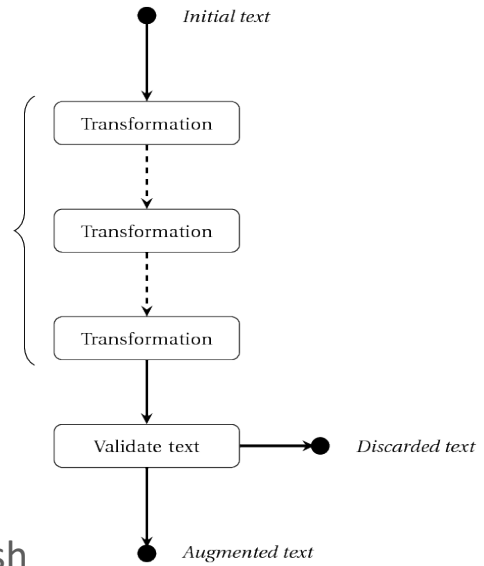 Initial text
Transformation
Transformation
Transformation
Validate text
Discarded text
Augmented text